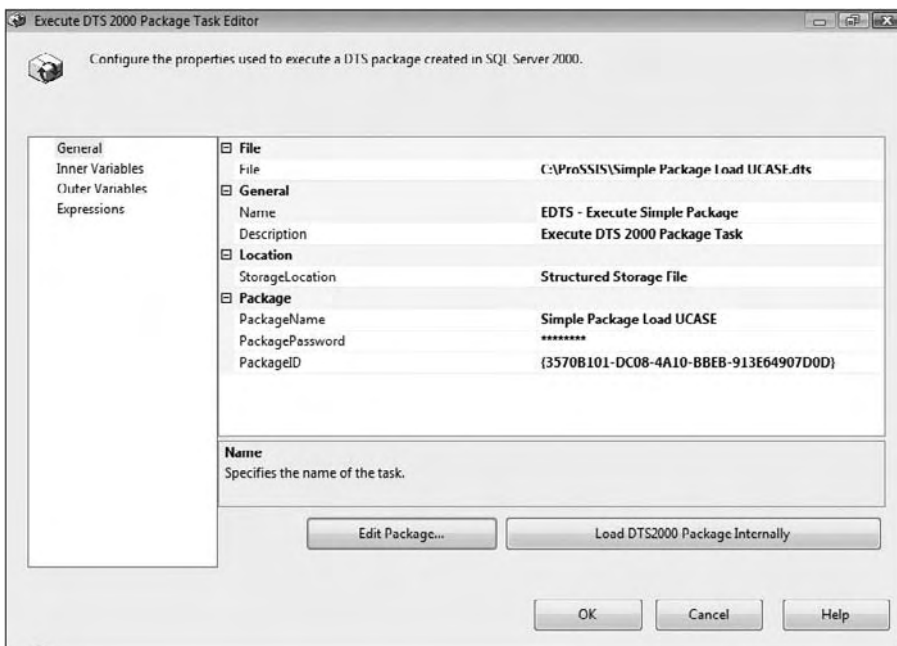 Execute DTS 2000 Package Task Editor
Configure the properties used to execute a DTS package created in SQL Server 2000.
General
Inner Variables
Outer Variables
Expressions
File
File C:\ProSSIS\Simple Package Load UCASE.dts
General
Name EDTS - Execute Simple Package
Description Execute DTS 2000 Package Task
Location
StorageLocation Structured Storage File
Package
PackageName Simple Package Load UCASE
PackagePassword ********
PackageID {3570B101-DC08-4A10-BBEB-913E64907D0D}
Name
Specifies the name of the task.
Edit Package... Load DTS2000 Package Internally
OK Cancel Help